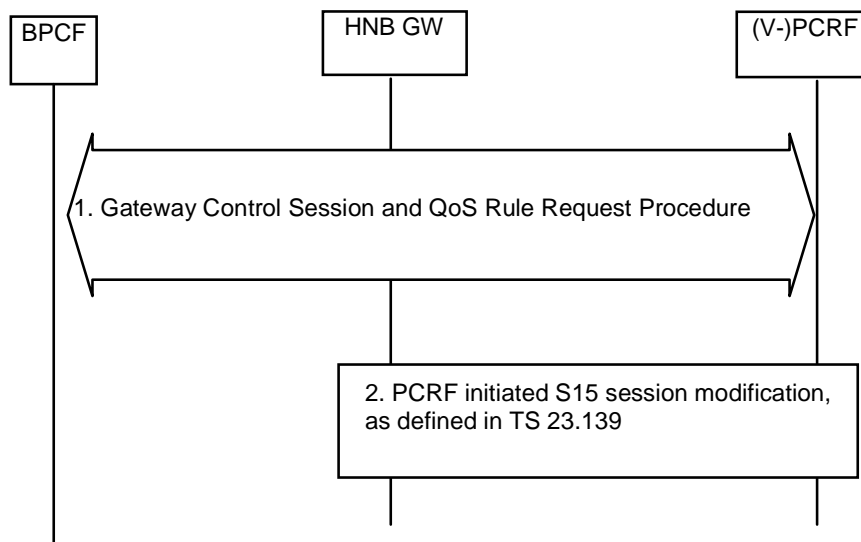 BPCF
HNB GW
(V-)PCRF
1. Gateway Control Session and QoS Rule Request Procedure
2. PCRF initiated S15 session modification,
as defined in TS 23.139